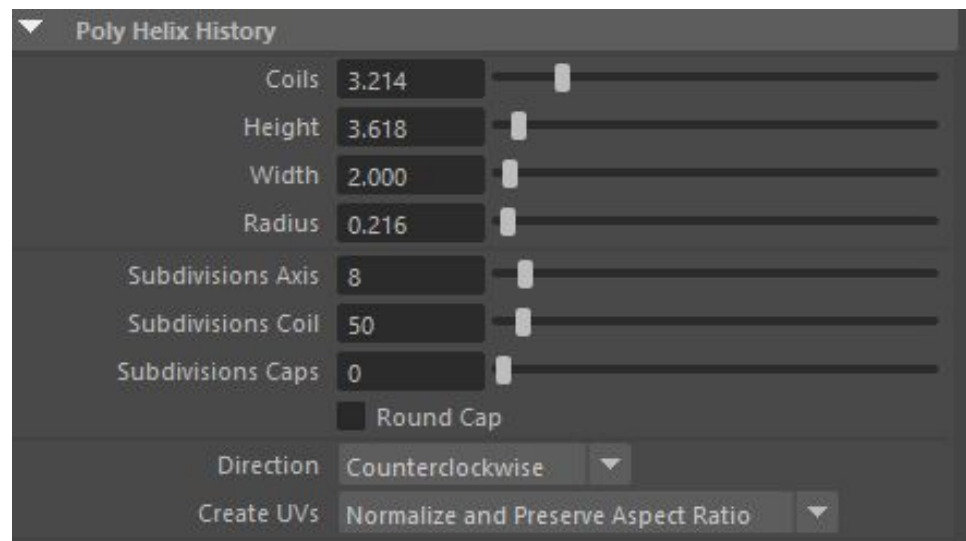 Poly Helix History
Coils 3.214
Height 3.618
Width 2.000
Radius 0.216
Subdivisions Axis 8
Subdivisions Coil 50
Subdivisions Caps 0
Round Cap
Direction Counterclockwise
Create UVs Normalize and Preserve Aspect Ratio